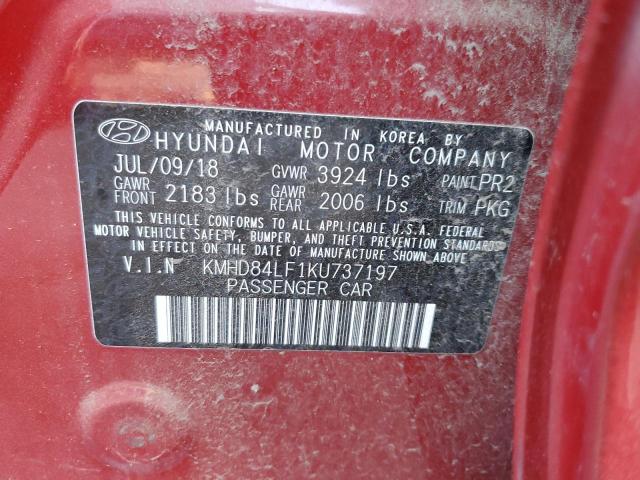 MANUFACTURED IN KOREA BY
HYUNDAI MOTOR COMPANY
JUL/09/18 GVWR 3924 lbs PAINT PR2
GAWR FRONT 2183 lbs GAWR REAR 2006 lbs TRIM PKG
THIS VEHICLE CONFORMS TO ALL APPLICABLE U.S.A. FEDERAL
MOTOR VEHICLE SAFETY, BUMPER, AND THEFT PREVENTION STANDARDS
IN EFFECT ON THE DATE OF MANUFACTURE SHOWN ABOVE.
V.I.N KMHD84LF1KU737197
PASSENGER CAR